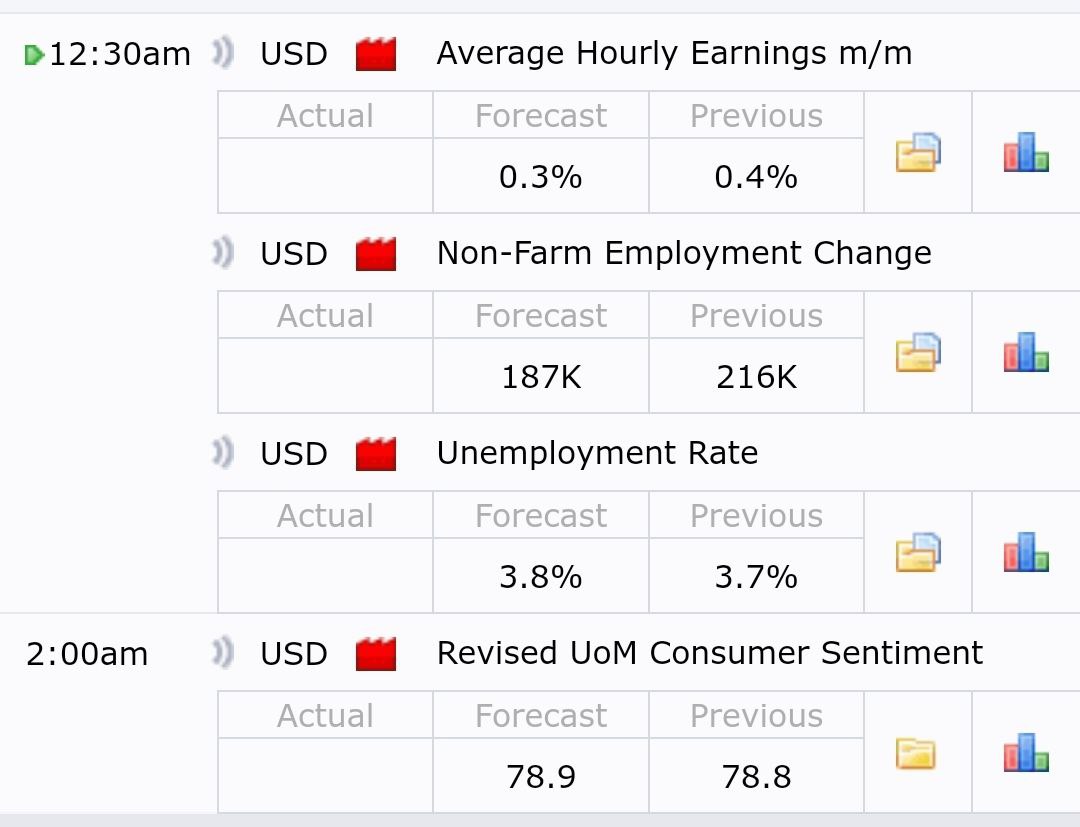 12:30am USD Average Hourly Earnings m/m
Actual Forecast Previous
0.3% 0.4%
USD Non-Farm Employment Change
Actual Forecast Previous
187K 216K
USD Unemployment Rate
Actual Forecast Previous
3.8% 3.7%
2:00am USD Revised UoM Consumer Sentiment
Actual Forecast Previous
78.9 78.8